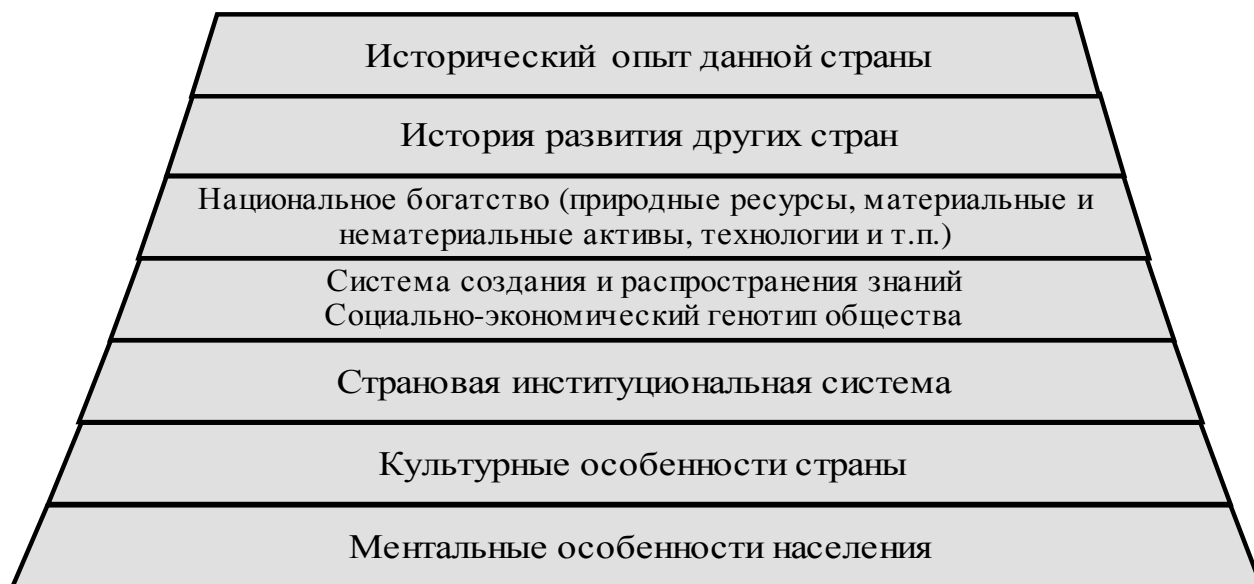 Исторический опыт данной страны
История развития других стран
Национальное богатство (природные ресурсы, материальные и
нематериальные активы, технологии и т.п.)
Система создания и распространения знаний
Социально-экономический генотип общества
Страновая институциональная система
Культурные особенности страны
Ментальные особенности населения